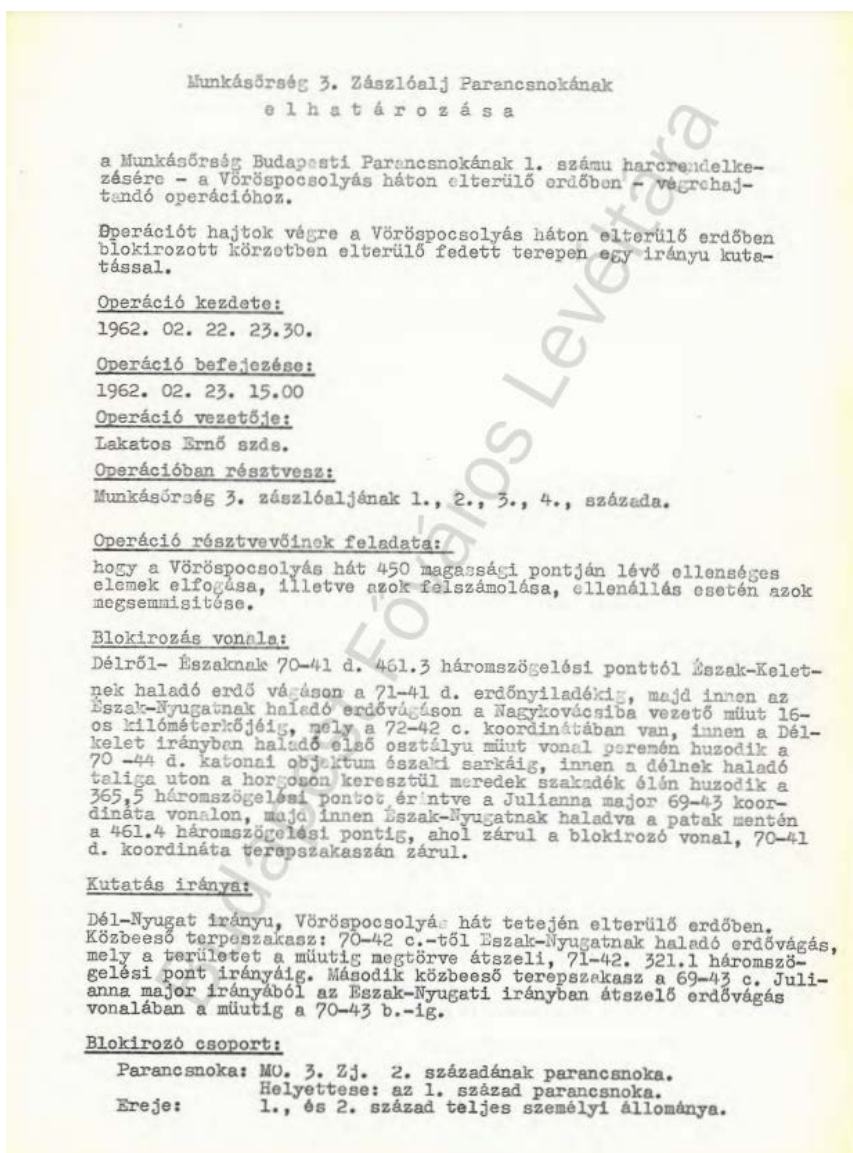 Munkásőrség 3. Zászlóalj Parancsnokának
e l h a t á r o z á s a
a Munkásőrség Budapesti Parancsnokának 1. számu harcrendelke-
zésére - a Vöröspocsolyás háton elterülő erdőben - végrehaj-
tandó operációhoz.
Operációt hajtok végre a Vöröspocsolyás háton elterülő erdőben
blokirozott körzetben elterülő fedett terepen egy irányu kuta-
tással.
Operáció kezdete:
1962. 02. 22. 23.30.
Operáció befejezése:
1962. 02. 23. 15.00
Operáció vezetője:
Lakatos Ernő szds.
Operációban résztvesz:
Munkásőrség 3. zászlóaljának 1., 2., 3., 4., százada.
Operáció résztvevőinek feladata:
hogy a Vöröspocsolyás hát 450 magassági pontján lévő ellenséges
elemek elfogása, illetve azok felszámolása, ellenállás esetén azok
megsemmisitése.
Blokirozás vonala:
Délről- Északnak 70-41 d. 461.3 háromszögelési ponttól Észak-Kelet-
nek haladó erdő vágáson a 71-41 d. erdőnyiladékig, majd innen az
Észak-Nyugatnak haladó erdővágáson a Nagykovácsiba vezető műut 16-
os kilóméterkőjéig, mely a 72-42 c. koordinátában van, innen a Dél-
kelet irányban haladó első osztályu műut vonal peremén huzodik a
70 -44 d. katonai objektum északi sarkáig, innen a délnek haladó
taliga uton a horgoson keresztül meredek szakadék élén huzodik a
365,5 háromszögelési pontot érintve a Julianna major 69-43 koor-
dináta vonalon, majd innen Észak-Nyugatnak haladva a patak mentén
a 461.4 háromszögelési pontig, ahol zárul a blokirozó vonal, 70-41
d. koordináta terepszakaszán zárul.
Kutatás iránya:
Dél-Nyugat irányu, Vöröspocsolyás hát tetején elterülő erdőben.
Közbeeső terpeszakasz: 70-42 c.-től Észak-Nyugatnak haladó erdővágás,
mely a területet a műutig megtörve átszeli, 71-42. 321.1 háromszö-
gelési pont irányáig. Második közbeeső terepszakasz a 69-43 c. Juli-
anna major irányából az Észak-Nyugati irányban átszelő erdővágás
vonalában a műutig a 70-43 b.-ig.
Blokirozó csoport:
Parancsnoka: MO. 3. Zj. 2. századának parancsnoka.
Helyettese: az 1. század parancsnoka.
Ereje: 1., és 2. század teljes személyi állománya.
Budapest Főváros Levéltára